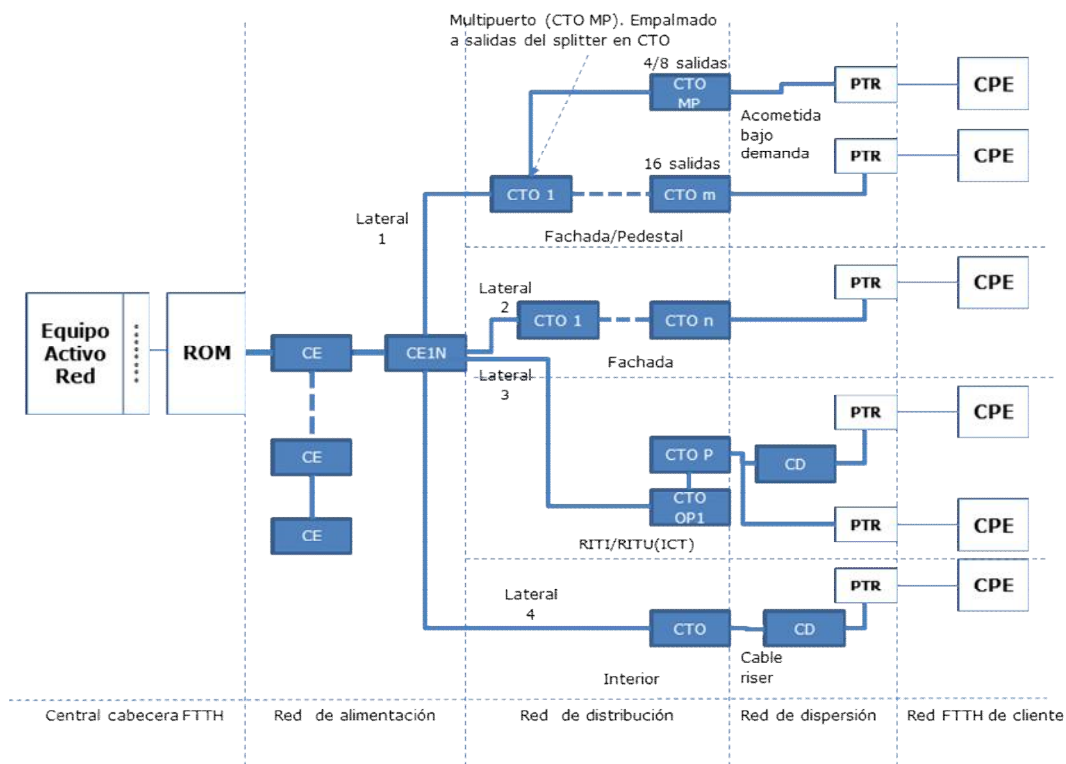 Multipuerto (CTO MP). Empalmado
a salidas del splitter en CTO
4/8 salidas
CTO
MP
PTR
CPE
Acometida
bajo
demanda
PTR
CPE
16 salidas
CTO 1
CTO m
Lateral
1
Fachada/Pedestal
PTR
CPE
Lateral
2
CTO 1
CTO n
Equipo
Activo
Red
ROM
CE
CE1N
Fachada
Lateral
3
PTR
CPE
CE
CTO P
CD
CTO
OP1
CE
PTR
CPE
RITI/RITU(ICT)
Lateral
4
PTR
CPE
CTO
CD
Cable
riser
Interior
Central cabecera FTTH
Red de alimentación
Red de distribución
Red de dispersión
Red FTTH de cliente